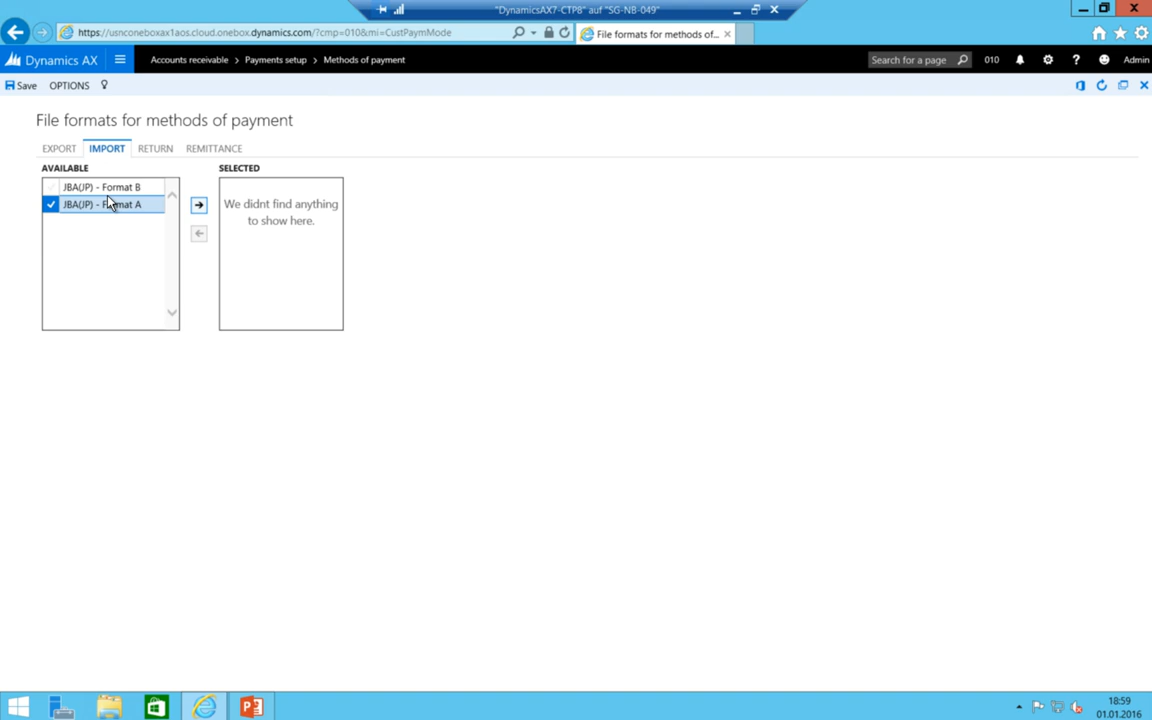 "DynamicsAX7-CTP8" auf "SG-NB-049"
https://usnconeboxax1aos.cloud.onebox.dynamics.com/?cmp=010&mi=CustPaymMode
File formats for methods of...
Dynamics AX
Accounts receivable > Payments setup > Methods of payment
Search for a page
010
Admin
Save
OPTIONS
File formats for methods of payment
EXPORT IMPORT RETURN REMITTANCE
AVAILABLE
JBA(JP) - Format B
JBA(JP) - Format A
SELECTED
We didnt find anything
to show here.
18:59
01.01.2016